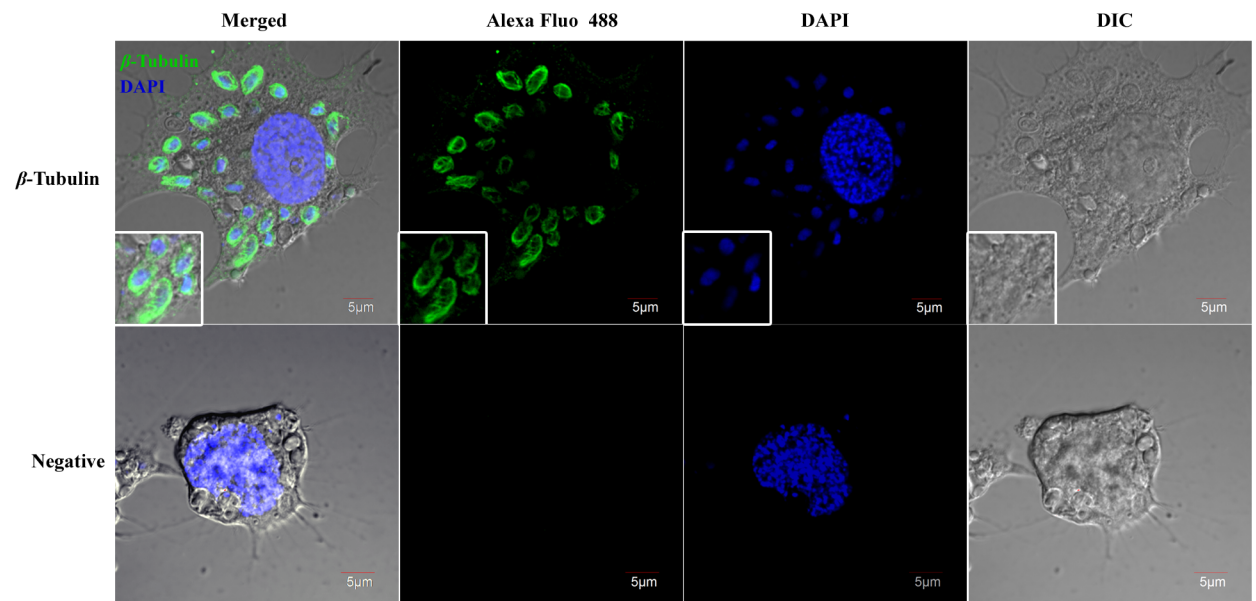 Merged Alexa Fluo 488 DAPI DIC
β-Tubulin
DAPI
β-Tubulin
5μm 5μm 5μm 5μm
Negative
5μm 5μm 5μm 5μm